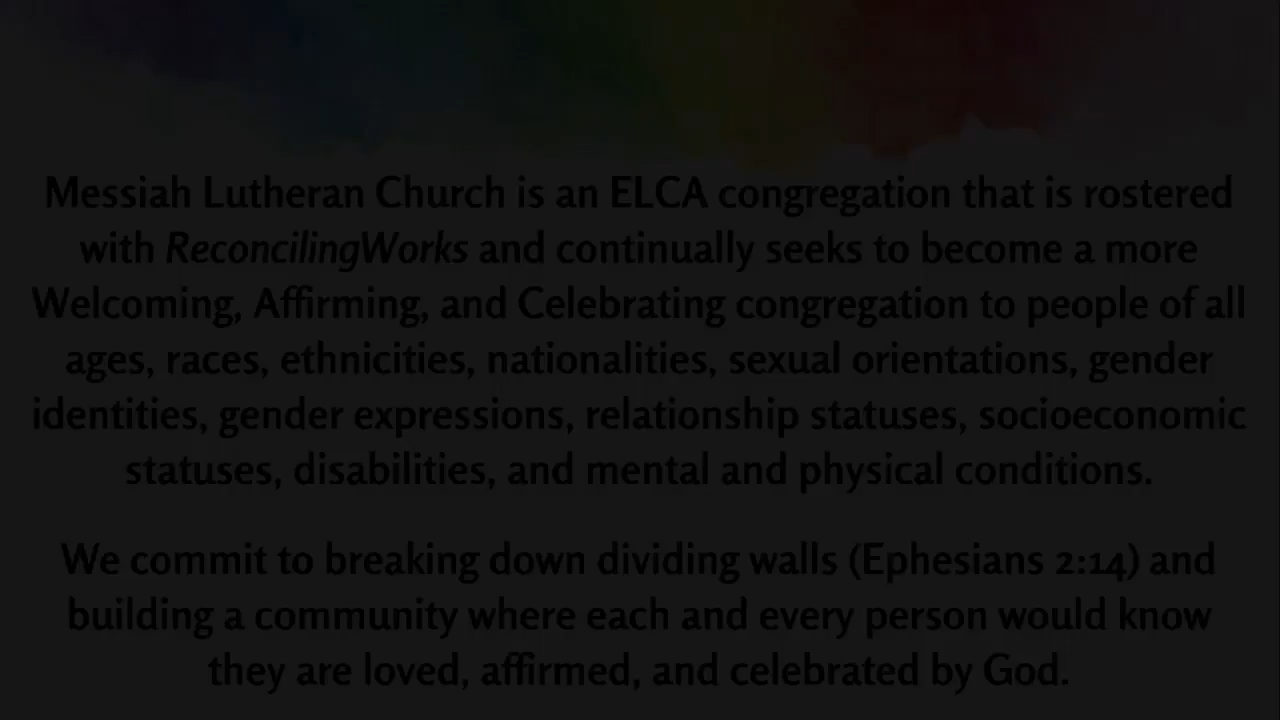 Messiah Lutheran Church is an ELCA congregation that is rostered
with ReconcilingWorks and continually seeks to become a more
Welcoming, Affirming, and Celebrating congregation to people of all
ages, races, ethnicities, nationalities, sexual orientations, gender
identities, gender expressions, relationship statuses, socioeconomic
statuses, disabilities, and mental and physical conditions.
We commit to breaking down dividing walls (Ephesians 2:14) and
building a community where each and every person would know
they are loved, affirmed, and celebrated by God.